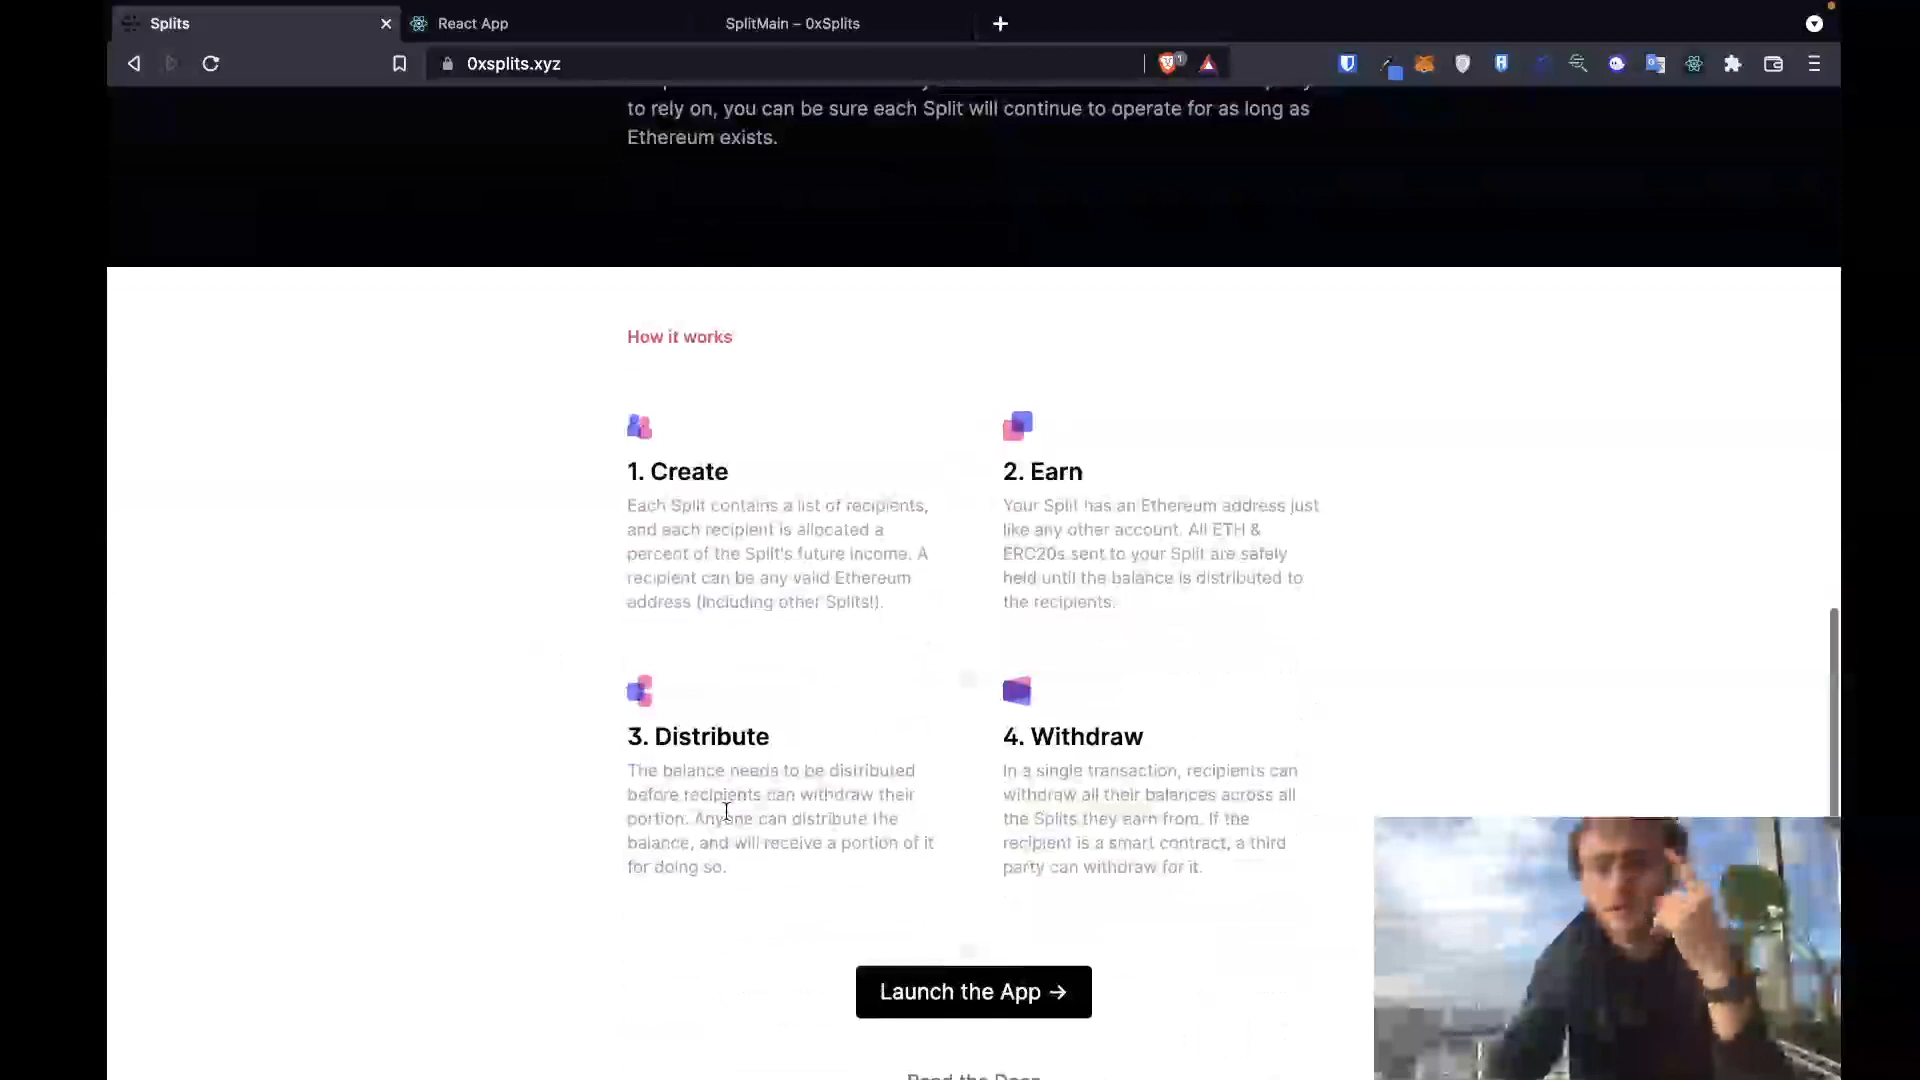 Splits
React App
SplitMain – 0xSplits
0xsplits.xyz
1
to rely on, you can be sure each Split will continue to operate for as long as
Ethereum exists.
How it works
1. Create
Each Split contains a list of recipients,
and each recipient is allocated a
percent of the Split's future income. A
recipient can be any valid Ethereum
address (including other Splits!).
2. Earn
Your Split has an Ethereum address just
like any other account. All ETH &
ERC20s sent to your Split are safely
held until the balance is distributed to
the recipients.
3. Distribute
The balance needs to be distributed
before recipients can withdraw their
portion. Anyone can distribute the
balance, and will receive a portion of it
for doing so.
4. Withdraw
In a single transaction, recipients can
withdraw all their balances across all
the Splits they earn from. If the
recipient is a smart contract, a third
party can withdraw for it.
Launch the App →
Read the Docs